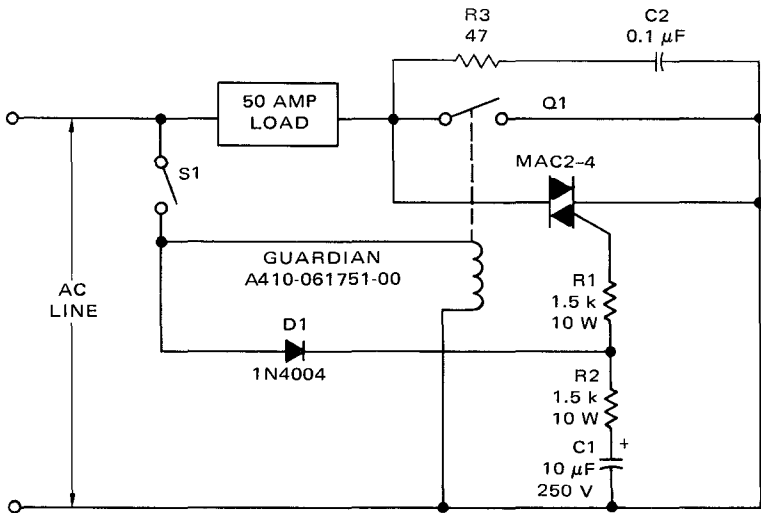 R3
47
C2
0.1 μF
50 AMP
LOAD
Q1
S1
MAC2-4
GUARDIAN
A410-061751-00
R1
1.5 k
10 W
AC
LINE
D1
1N4004
R2
1.5 k
10 W
C1 +
10 μF
250 V